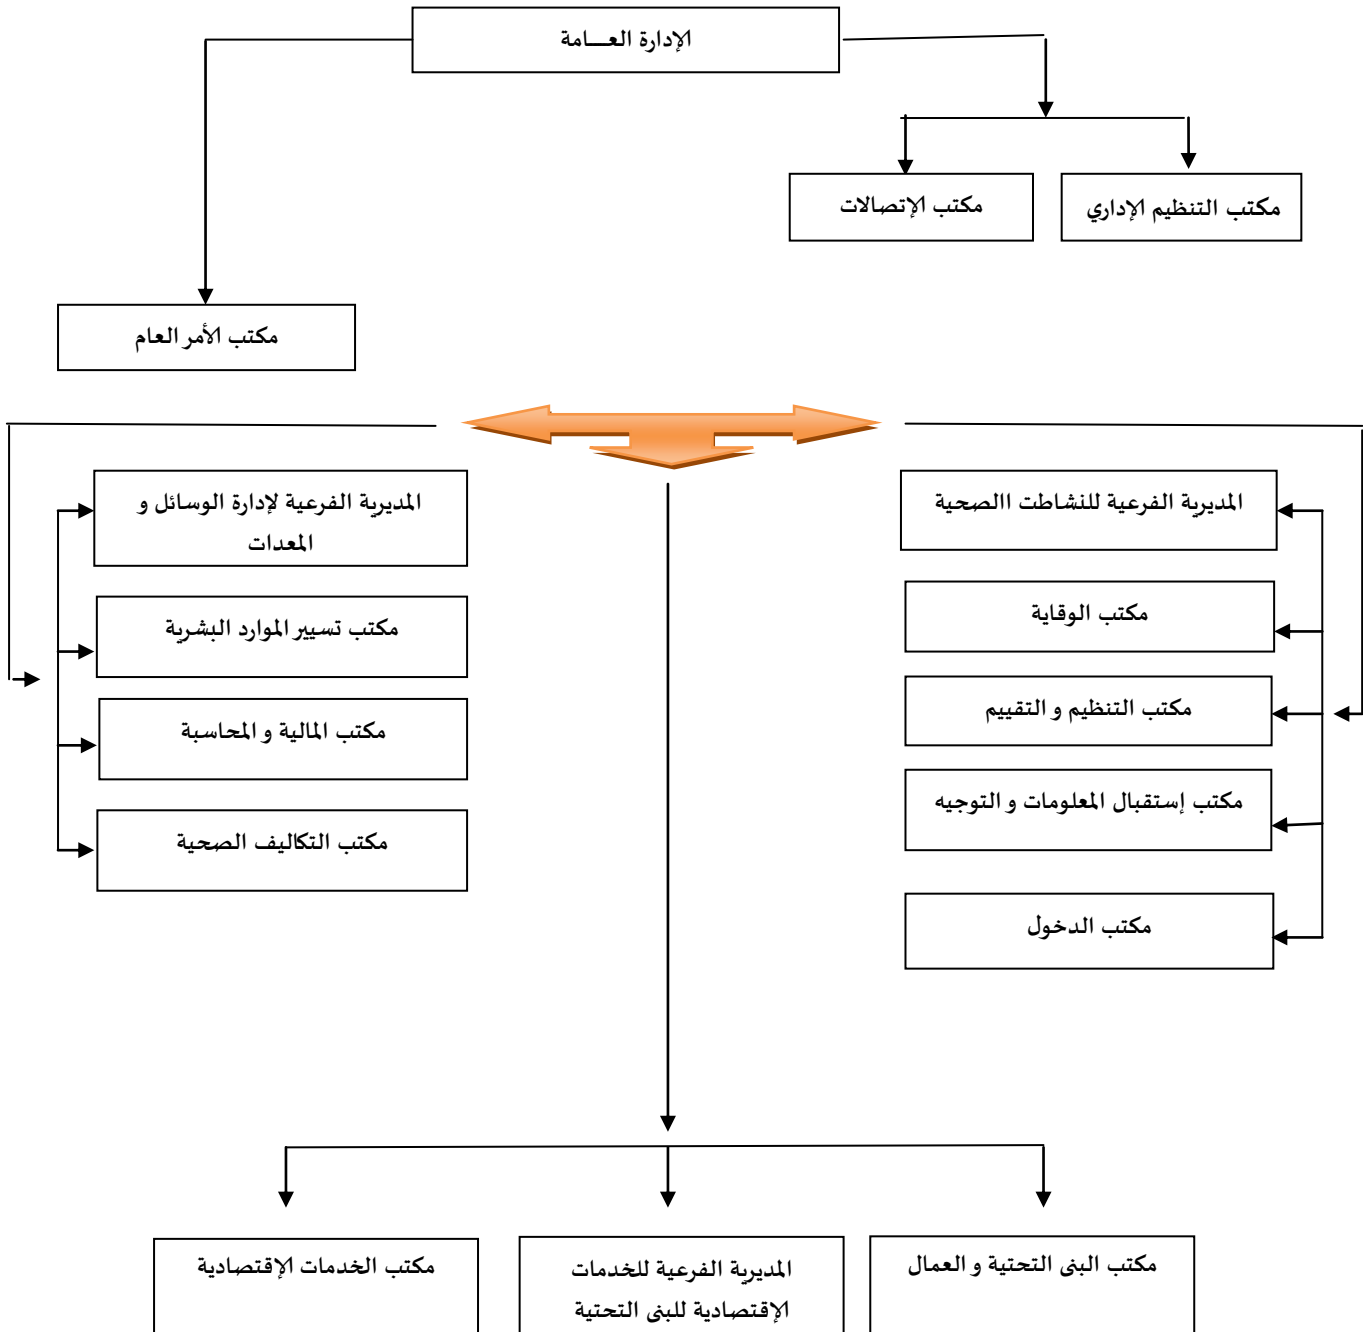 الإدارة العـــامة
مكتب التنظيم الإداري
مكتب الإتصالات
مكتب الأمر العام
المديرية الفرعية للنشاطت االصحية
مكتب الوقاية
مكتب التنظيم و التقييم
مكتب إستقبال المعلومات و التوجيه
مكتب الدخول
المديرية الفرعية لإدارة الوسائل و
المعدات
مكتب تسيير الموارد البشرية
مكتب المالية و المحاسبة
مكتب التكاليف الصحية
مكتب البنى التحتية و العمال
المديرية الفرعية للخدمات
الإقتصادية للبنى التحتية
مكتب الخدمات الإقتصادية